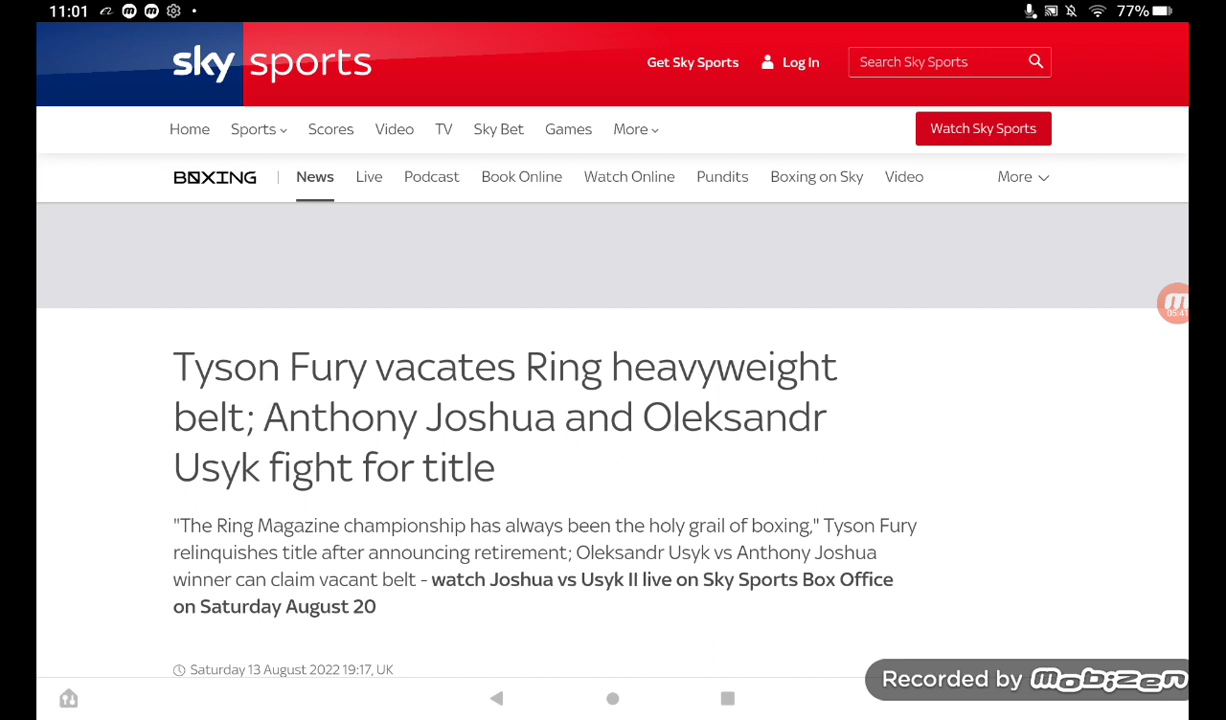 11:01
77%
sky sports
Get Sky Sports
Log In
Search Sky Sports
Home Sports Scores Video TV Sky Bet Games More
Watch Sky Sports
BOXING | News Live Podcast Book Online Watch Online Pundits Boxing on Sky Video More
05:41
Tyson Fury vacates Ring heavyweight
belt; Anthony Joshua and Oleksandr
Usyk fight for title
"The Ring Magazine championship has always been the holy grail of boxing," Tyson Fury
relinquishes title after announcing retirement; Oleksandr Usyk vs Anthony Joshua
winner can claim vacant belt - watch Joshua vs Usyk II live on Sky Sports Box Office
on Saturday August 20
Saturday 13 August 2022 19:17, UK
Recorded by mobizen